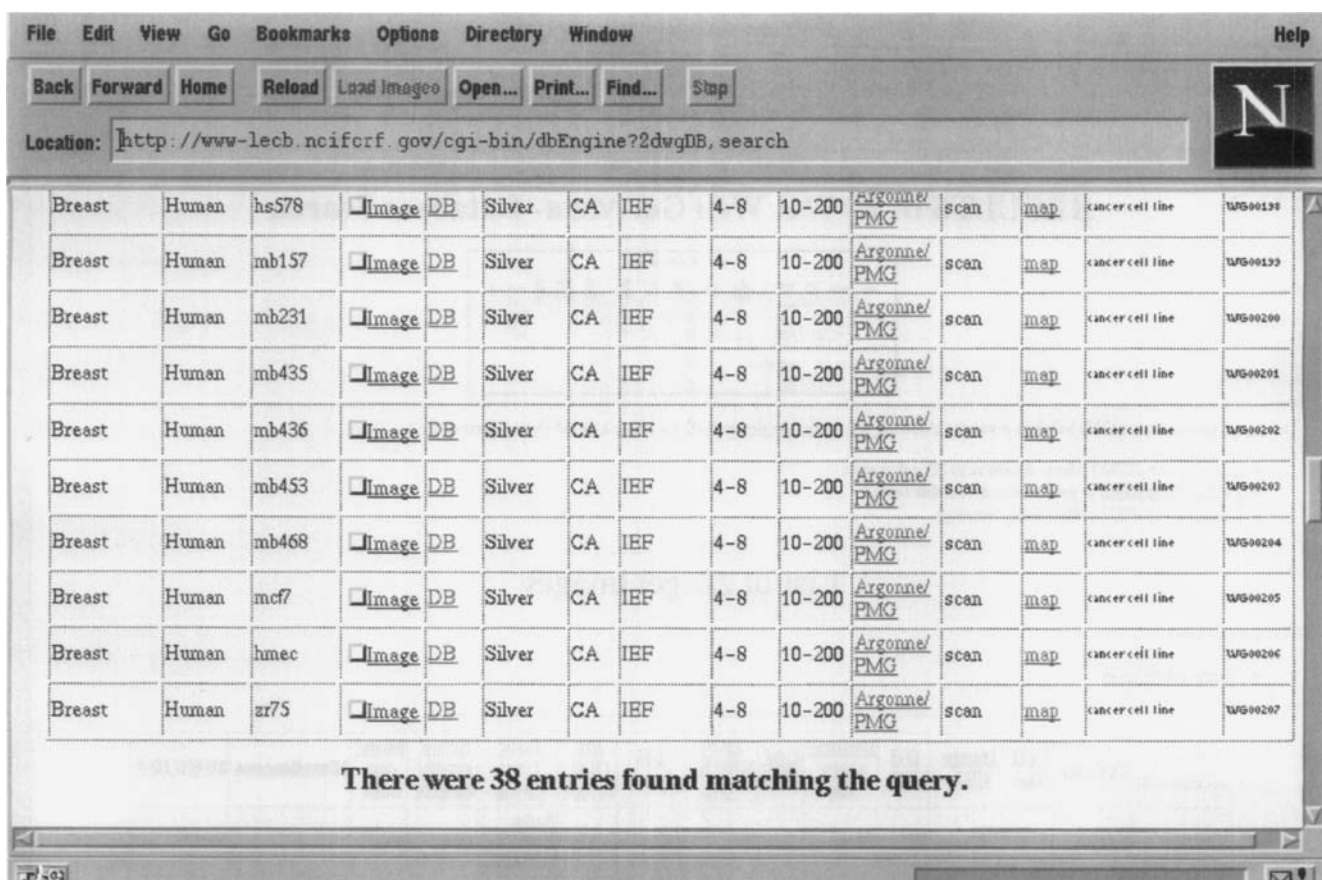 File Edit View Go Bookmarks Options Directory Window Help
Back Forward Home Reload Load Images Open... Print... Find... Stop
N
Location: http://www-lecb.ncifcrf.gov/cgi-bin/dbEngine?2dwgDB,search
Breast Human hs578 Image DB Silver CA IEF 4-8 10-200 Argonne/ PMG scan map cancer cell line TWG00198
Breast Human mb157 Image DB Silver CA IEF 4-8 10-200 Argonne/ PMG scan map cancer cell line TWG00199
Breast Human mb231 Image DB Silver CA IEF 4-8 10-200 Argonne/ PMG scan map cancer cell line TWG00200
Breast Human mb435 Image DB Silver CA IEF 4-8 10-200 Argonne/ PMG scan map cancer cell line TWG00201
Breast Human mb436 Image DB Silver CA IEF 4-8 10-200 Argonne/ PMG scan map cancer cell line TWG00202
Breast Human mb453 Image DB Silver CA IEF 4-8 10-200 Argonne/ PMG scan map cancer cell line TWG00203
Breast Human mb468 Image DB Silver CA IEF 4-8 10-200 Argonne/ PMG scan map cancer cell line TWG00204
Breast Human mcf7 Image DB Silver CA IEF 4-8 10-200 Argonne/ PMG scan map cancer cell line TWG00205
Breast Human hmec Image DB Silver CA IEF 4-8 10-200 Argonne/ PMG scan map cancer cell line TWG00206
Breast Human zr75 Image DB Silver CA IEF 4-8 10-200 Argonne/ PMG scan map cancer cell line TWG00207
There were 38 entries found matching the query.